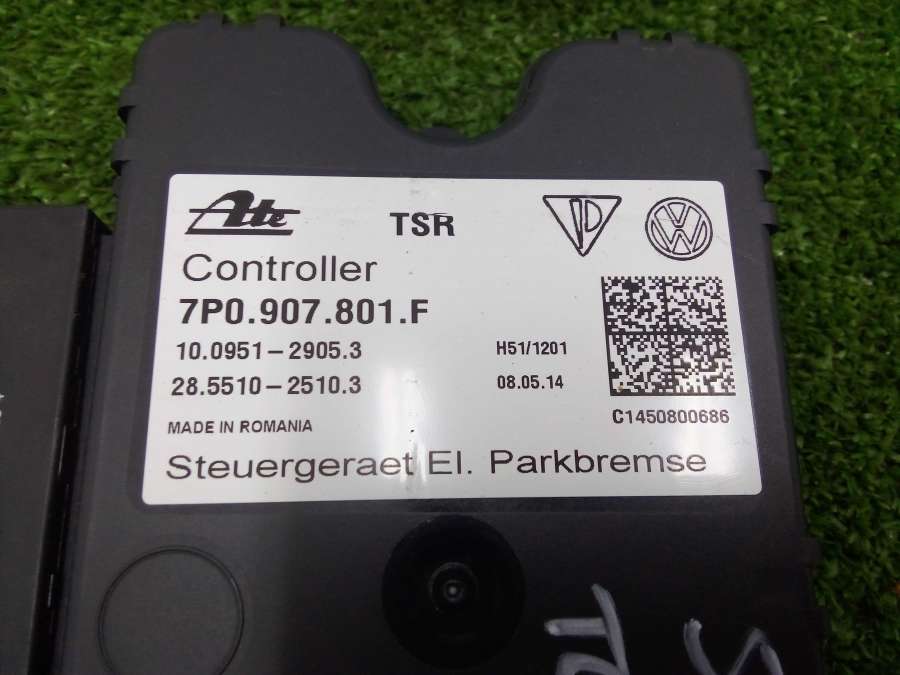 Ate TSR
Controller
7P0.907.801.F
10.0951-2905.3 H51/1201
28.5510-2510.3 08.05.14
C1450800686
MADE IN ROMANIA
Steuergeraet El. Parkbremse